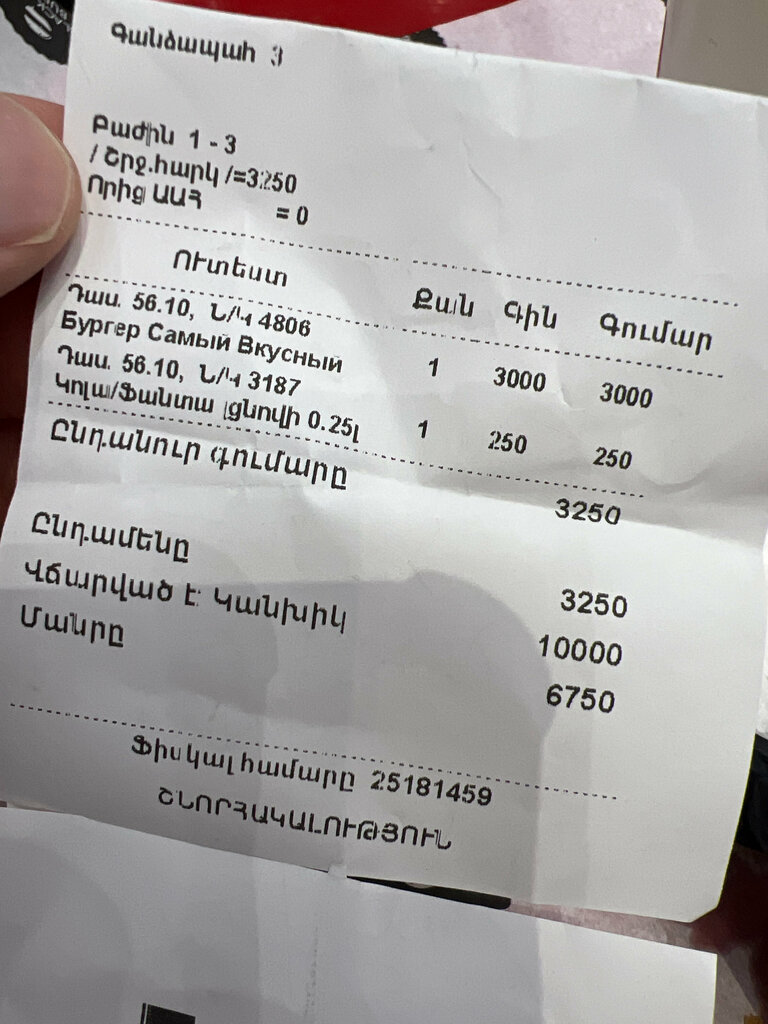 Գանձապահ 3
Բաժին 1 - 3
/ Շրջ.հարկ /=3250
Որից ԱԱՀ = 0
ՈՒտեստ Քան Գին Գումար
Դաս. 56.10, Ն/Կ 4806
Бургер Самый Вкусный 1 3000 3000
Դաս. 56.10, Ն/Կ 3187
Կոլա/Ֆանտա լցնովի 0.25լ 1 250 250
Ընդանուր գումարը 3250
Ընդամենը 3250
Վճարված է: Կանխիկ 10000
Մանրը 6750
Ֆիսկալ համարը 25181459
ՇՆՈՐՀԱԿԱԼՈՒԹՅՈՒՆ